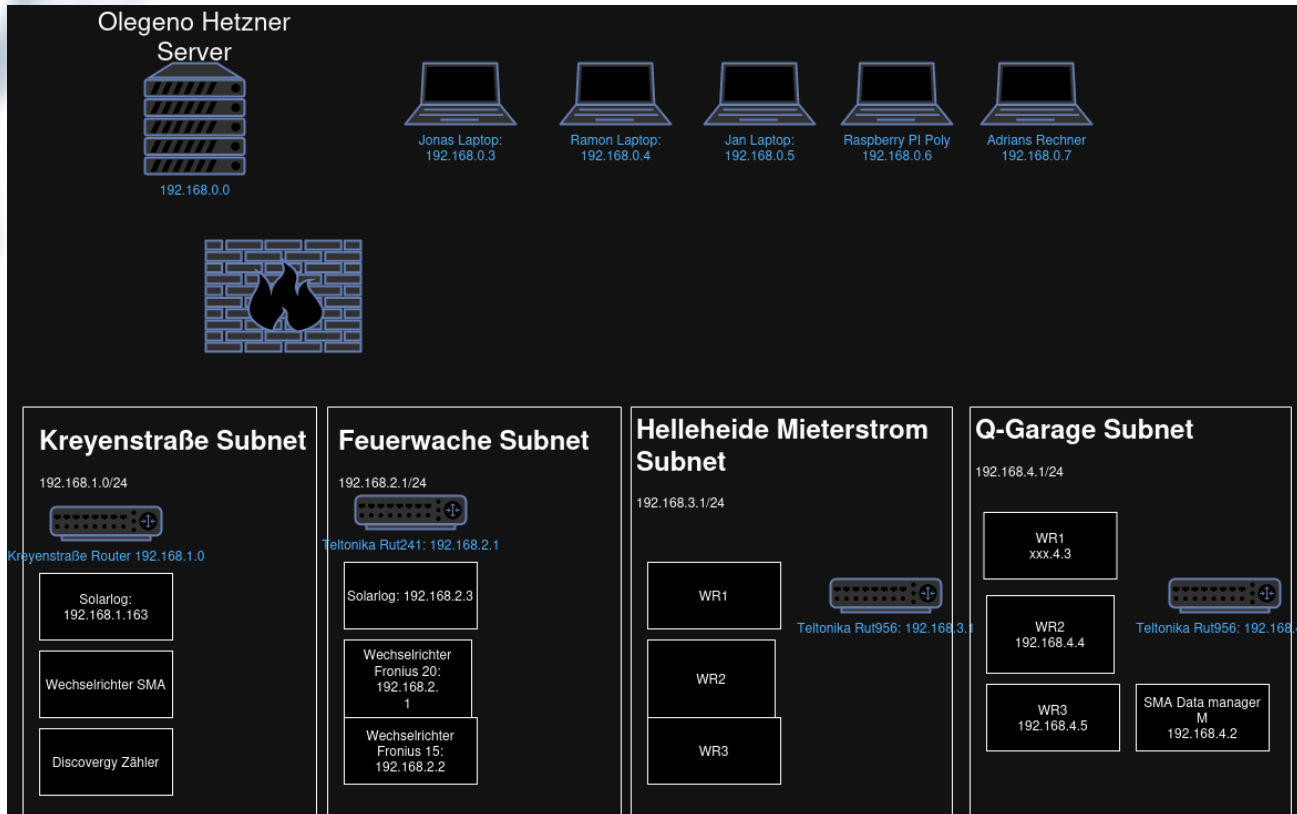 Olegeno Hetzner
Server
192.168.0.0
Jonas Laptop:
192.168.0.3
Ramon Laptop:
192.168.0.4
Jan Laptop:
192.168.0.5
Raspberry PI Poly
192.168.0.6
Adrians Rechner
192.168.0.7
Kreyenstraße Subnet
192.168.1.0/24
Kreyenstraße Router 192.168.1.0
Solarlog:
192.168.1.163
Wechselrichter SMA
Discovergy Zähler
Feuerwache Subnet
192.168.2.1/24
Teltonika Rut241: 192.168.2.1
Solarlog: 192.168.2.3
Wechselrichter
Fronius 20:
192.168.2.
1
Wechselrichter
Fronius 15:
192.168.2.2
Helleheide Mieterstrom
Subnet
192.168.3.1/24
WR1
WR2
WR3
Teltonika Rut956: 192.168.3.1
Q-Garage Subnet
192.168.4.1/24
WR1
xxx.4.3
WR2
192.168.4.4
WR3
192.168.4.5
Teltonika Rut956: 192.168.
SMA Data manager
M
192.168.4.2